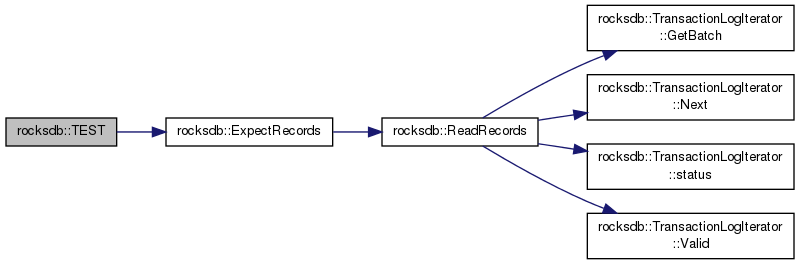 rocksdb::TEST
rocksdb::ExpectRecords
rocksdb::ReadRecords
rocksdb::TransactionLogIterator
::GetBatch
rocksdb::TransactionLogIterator
::Next
rocksdb::TransactionLogIterator
::status
rocksdb::TransactionLogIterator
::Valid